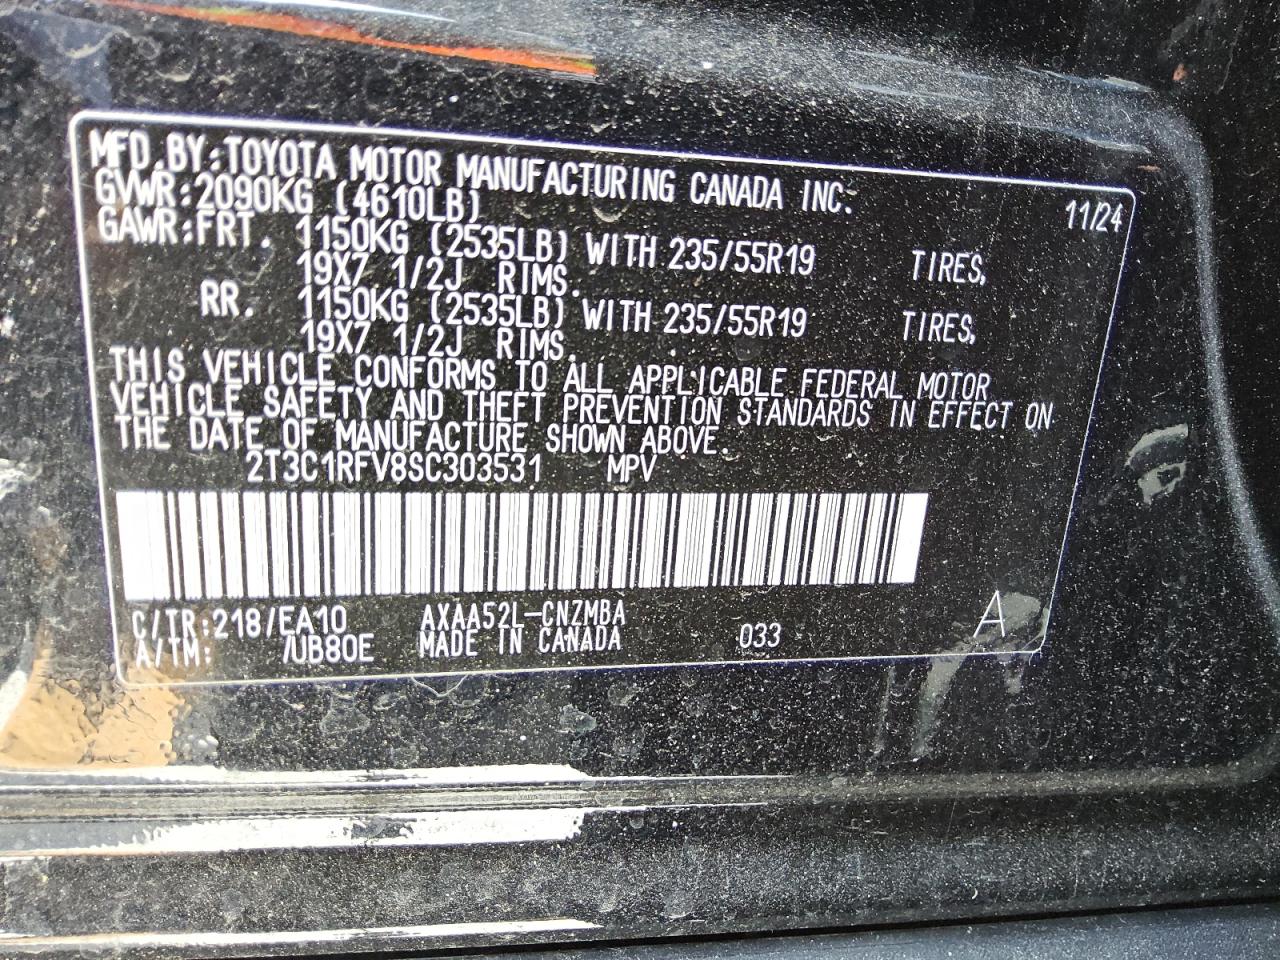 MFD.BY:TOYOTA MOTOR MANUFACTURING CANADA INC.
11/24
GVWR:2090KG (4610LB)
GAWR:FRT. 1150KG (2535LB) WITH 235/55R19 TIRES,
19X7 1/2J RIMS.
RR. 1150KG (2535LB) WITH 235/55R19 TIRES,
19X7 1/2J RIMS.
THIS VEHICLE CONFORMS TO ALL APPLICABLE FEDERAL MOTOR
VEHICLE SAFETY AND THEFT PREVENTION STANDARDS IN EFFECT ON
THE DATE OF MANUFACTURE SHOWN ABOVE.
2T3C1RFV8SC303531 MPV
C/TR:218/EA10 AXAA52L-CNZMBA
A/TM: /UB80E MADE IN CANADA 033 A